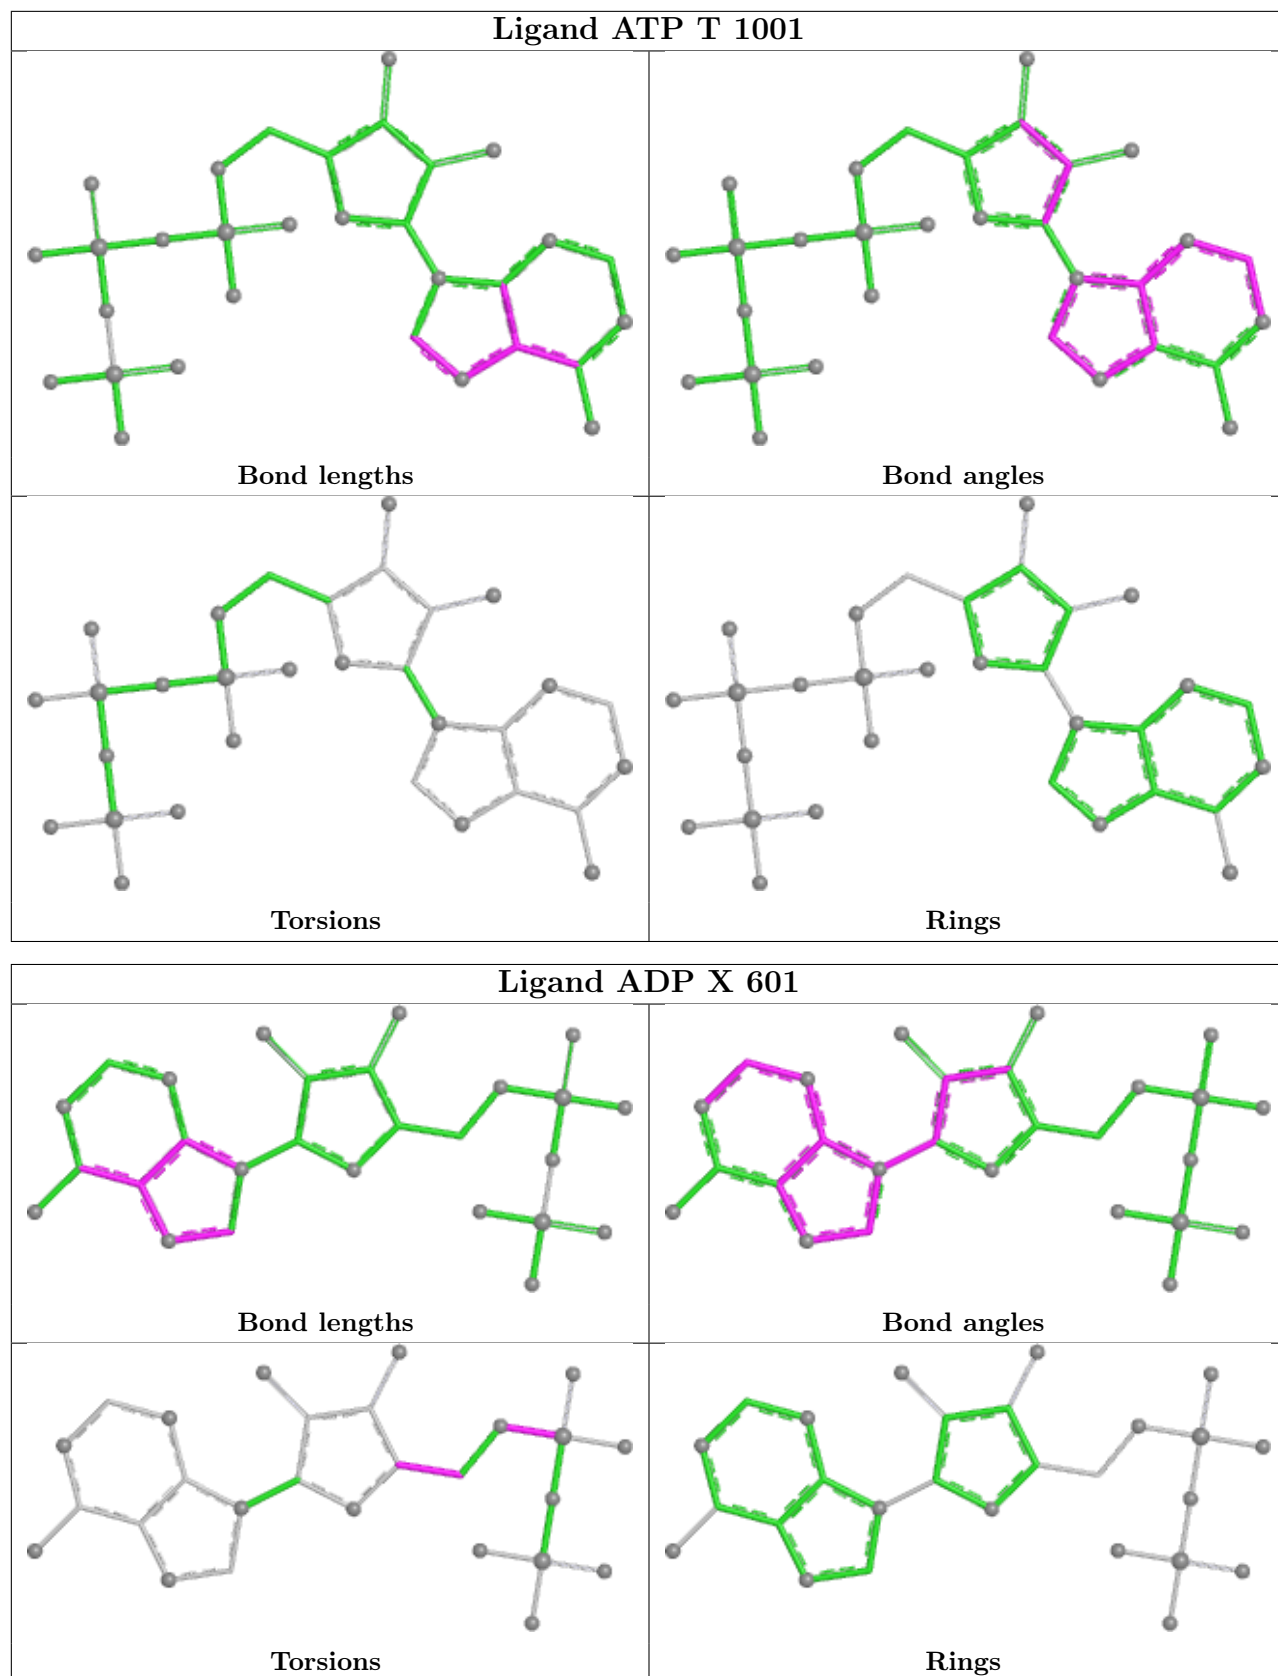 Ligand ATP T 1001
Bond lengths
Bond angles
Torsions
Rings
Ligand ADP X 601
Bond lengths
Bond angles
Torsions
Rings